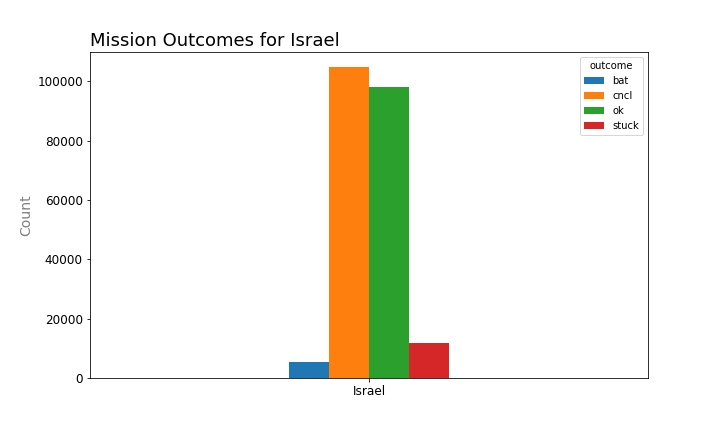 Mission Outcomes for Israel
outcome
bat
cncl
ok
stuck
100000
80000
60000
40000
20000
0
Count
Israel